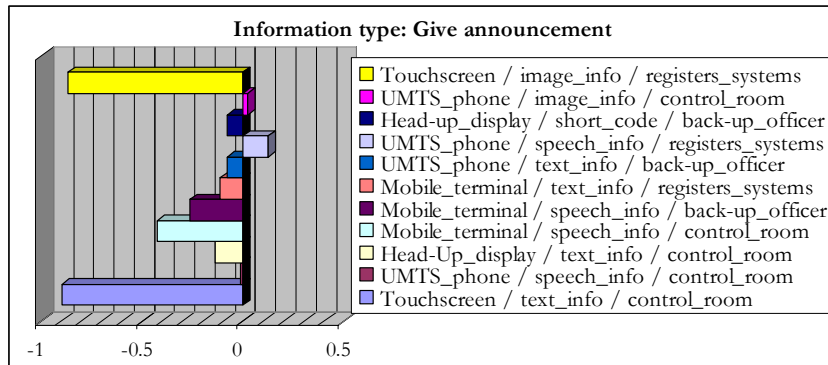 Information type: Give announcement
Touchscreen / image_info / registers_systems
UMTS_phone / image_info / control_room
Head-up_display / short_code / back-up_officer
UMTS_phone / speech_info / registers_systems
UMTS_phone / text_info / back-up_officer
Mobile_terminal / text_info / registers_systems
Mobile_terminal / speech_info / back-up_officer
Mobile_terminal / speech_info / control_room
Head-Up_display / text_info / control_room
UMTS_phone / speech_info / control_room
Touchscreen / text_info / control_room
-1 -0.5 0 0.5